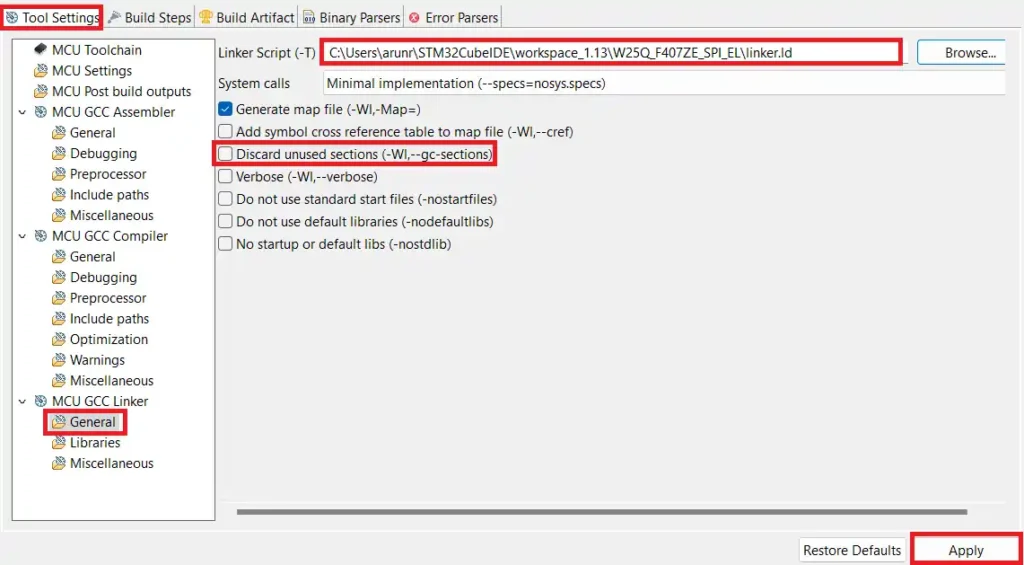 Tool Settings Build Steps Build Artifact Binary Parsers Error Parsers
MCU Toolchain
MCU Settings
MCU Post build outputs
MCU GCC Assembler
General
Debugging
Preprocessor
Include paths
Miscellaneous
MCU GCC Compiler
General
Debugging
Preprocessor
Include paths
Optimization
Warnings
Miscellaneous
MCU GCC Linker
General
Libraries
Miscellaneous
Linker Script (-T) C:\Users\arunr\STM32CubeIDE\workspace_1.13\W25Q_F407ZE_SPI_EL\linker.ld Browse...
System calls Minimal implementation (--specs=nosys.specs)
Generate map file (-Wl,-Map=)
Add symbol cross reference table to map file (-Wl,--cref)
Discard unused sections (-Wl,--gc-sections)
Verbose (-Wl,--verbose)
Do not use standard start files (-nostartfiles)
Do not use default libraries (-nodefaultlibs)
No startup or default libs (-nostdlib)
Restore Defaults Apply